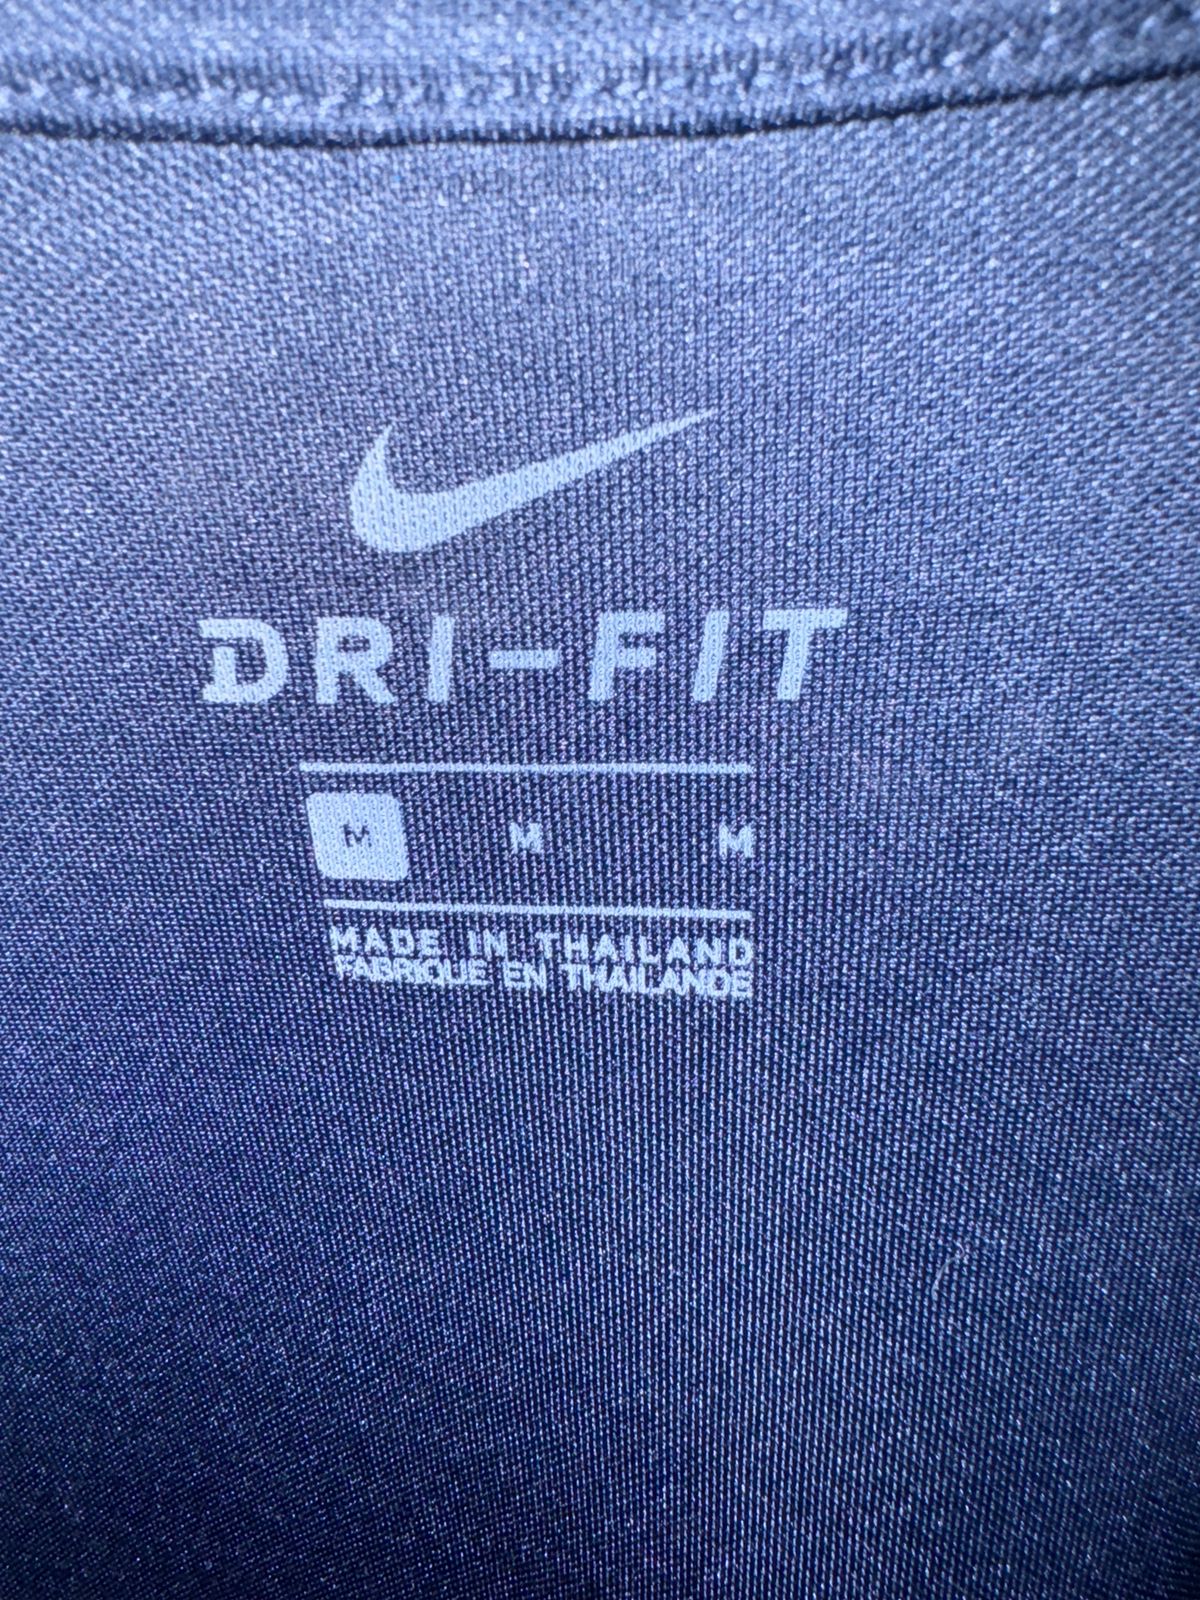 DRI-FIT
M M M
MADE IN THAILAND
FABRIQUE EN THAILANDE